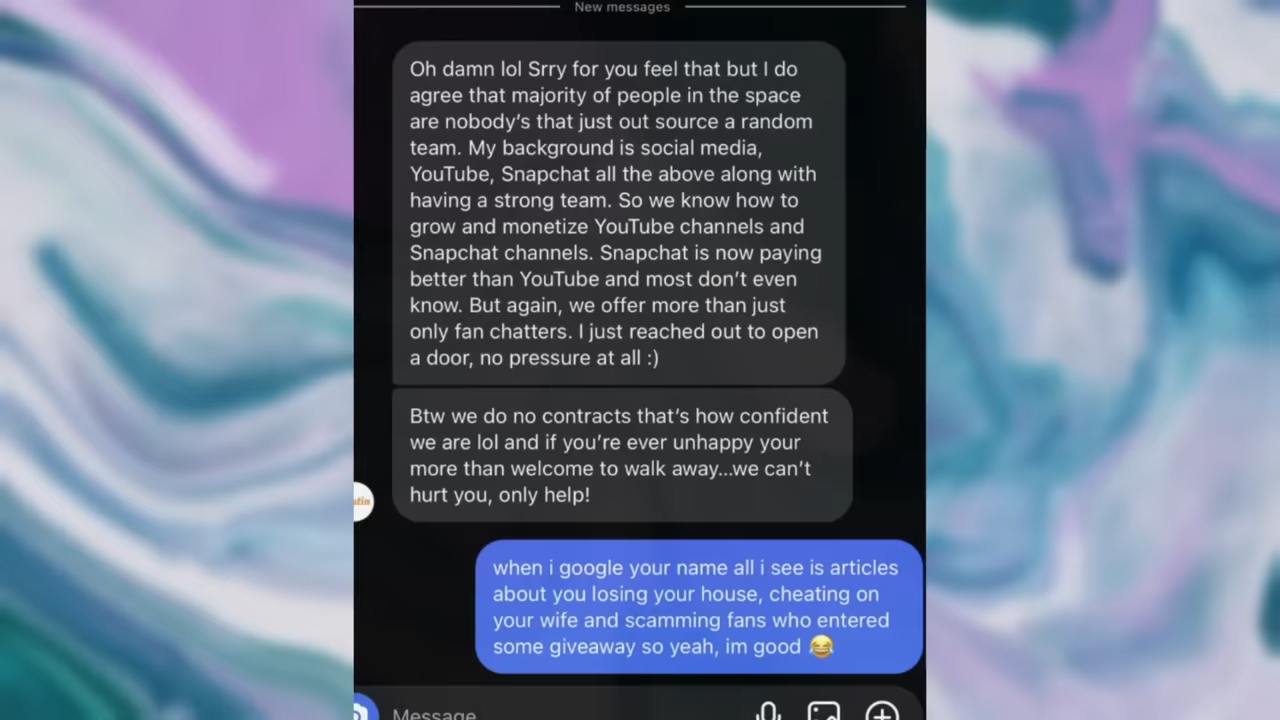 New messages
Oh damn lol Srry for you feel that but I do
agree that majority of people in the space
are nobody's that just out source a random
team. My background is social media,
YouTube, Snapchat all the above along with
having a strong team. So we know how to
grow and monetize YouTube channels and
Snapchat channels. Snapchat is now paying
better than YouTube and most don't even
know. But again, we offer more than just
only fan chatters. I just reached out to open
a door, no pressure at all :)
Btw we do no contracts that's how confident
we are lol and if you're ever unhappy your
more than welcome to walk away...we can't
hurt you, only help!
when i google your name all i see is articles
about you losing your house, cheating on
your wife and scamming fans who entered
some giveaway so yeah, im good 😂
Message